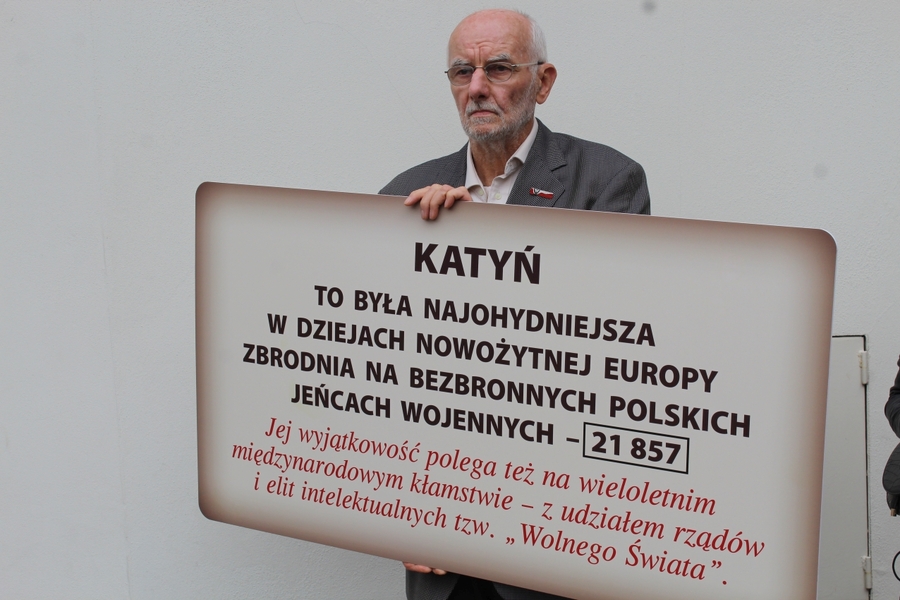 KATYŃ
TO BYŁA NAJOHYDNIEJSZA
W DZIEJACH NOWOŻYTNEJ EUROPY
ZBRODNIA NA BEZBRONNYCH POLSKICH
JEŃCACH WOJENNYCH – 21 857
Jej wyjątkowość polega też na wieloletnim
międzynarodowym kłamstwie – z udziałem rządów
i elit intelektualnych tzw. „Wolnego Świata”.